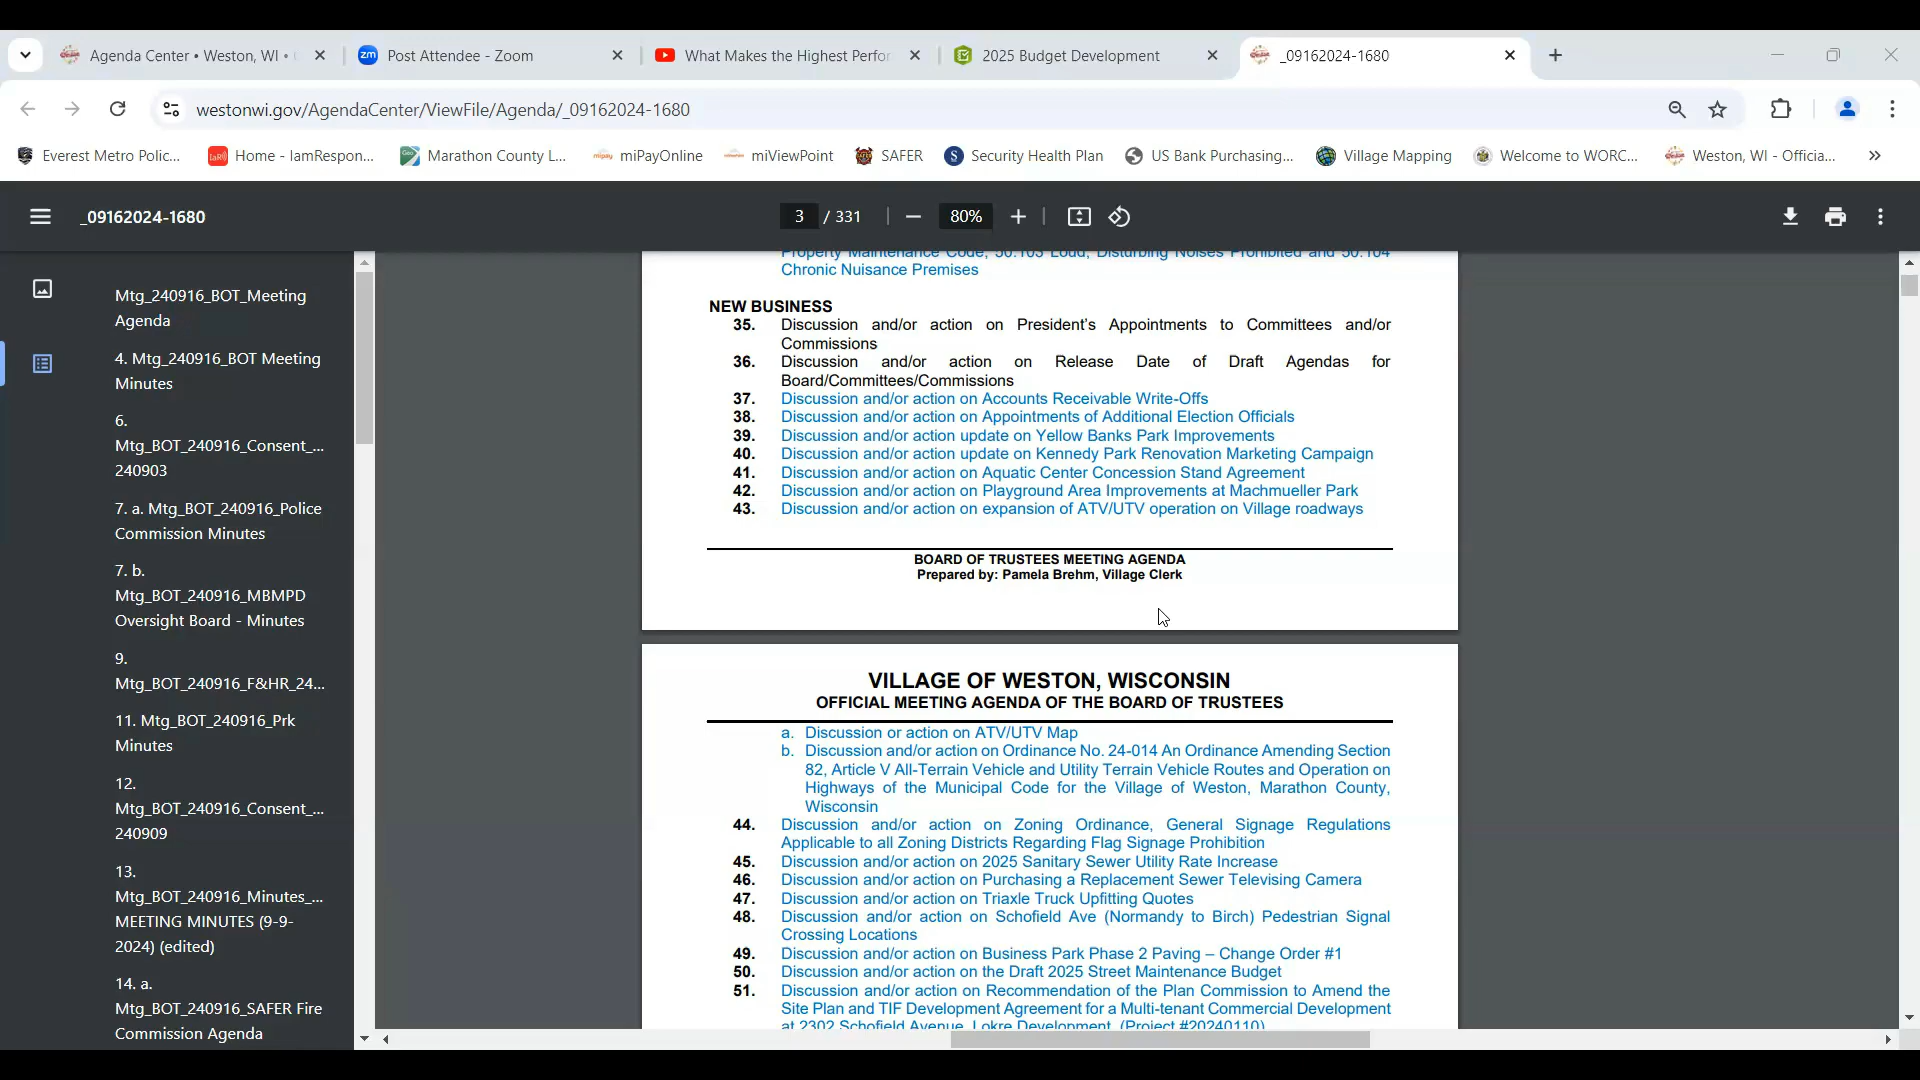 Agenda Center • Weston, WI •
Post Attendee - Zoom
What Makes the Highest Perfor
2025 Budget Development
_09162024-1680
westonwi.gov/AgendaCenter/ViewFile/Agenda/_09162024-1680
Everest Metro Polic...
Home - IamRespon...
Marathon County L...
miPayOnline
miViewPoint
SAFER
Security Health Plan
US Bank Purchasing...
Village Mapping
Welcome to WORC...
Weston, WI - Officia...
_09162024-1680
3 / 331
80%
Mtg_240916_BOT_Meeting
Agenda
4. Mtg_240916_BOT Meeting
Minutes
6.
Mtg_BOT_240916_Consent_...
240903
7. a. Mtg_BOT_240916_Police
Commission Minutes
7. b.
Mtg_BOT_240916_MBMPD
Oversight Board - Minutes
9.
Mtg_BOT_240916_F&HR_24...
11. Mtg_BOT_240916_Prk
Minutes
12.
Mtg_BOT_240916_Consent_...
240909
13.
Mtg_BOT_240916_Minutes_...
MEETING MINUTES (9-9-
2024) (edited)
14. a.
Mtg_BOT_240916_SAFER Fire
Commission Agenda
Property Maintenance Code, 50.103 Loud, Disturbing Noises Prohibited and 50.104
Chronic Nuisance Premises
NEW BUSINESS
35. Discussion and/or action on President's Appointments to Committees and/or
Commissions
36. Discussion and/or action on Release Date of Draft Agendas for
Board/Committees/Commissions
37. Discussion and/or action on Accounts Receivable Write-Offs
38. Discussion and/or action on Appointments of Additional Election Officials
39. Discussion and/or action update on Yellow Banks Park Improvements
40. Discussion and/or action update on Kennedy Park Renovation Marketing Campaign
41. Discussion and/or action on Aquatic Center Concession Stand Agreement
42. Discussion and/or action on Playground Area Improvements at Machmueller Park
43. Discussion and/or action on expansion of ATV/UTV operation on Village roadways
BOARD OF TRUSTEES MEETING AGENDA
Prepared by: Pamela Brehm, Village Clerk
VILLAGE OF WESTON, WISCONSIN
OFFICIAL MEETING AGENDA OF THE BOARD OF TRUSTEES
a. Discussion or action on ATV/UTV Map
b. Discussion and/or action on Ordinance No. 24-014 An Ordinance Amending Section
82, Article V All-Terrain Vehicle and Utility Terrain Vehicle Routes and Operation on
Highways of the Municipal Code for the Village of Weston, Marathon County,
Wisconsin
44. Discussion and/or action on Zoning Ordinance, General Signage Regulations
Applicable to all Zoning Districts Regarding Flag Signage Prohibition
45. Discussion and/or action on 2025 Sanitary Sewer Utility Rate Increase
46. Discussion and/or action on Purchasing a Replacement Sewer Televising Camera
47. Discussion and/or action on Triaxle Truck Upfitting Quotes
48. Discussion and/or action on Schofield Ave (Normandy to Birch) Pedestrian Signal
Crossing Locations
49. Discussion and/or action on Business Park Phase 2 Paving – Change Order #1
50. Discussion and/or action on the Draft 2025 Street Maintenance Budget
51. Discussion and/or action on Recommendation of the Plan Commission to Amend the
Site Plan and TIF Development Agreement for a Multi-tenant Commercial Development
at 2302 Schofield Avenue, Lokre Development, (Project #20240110)